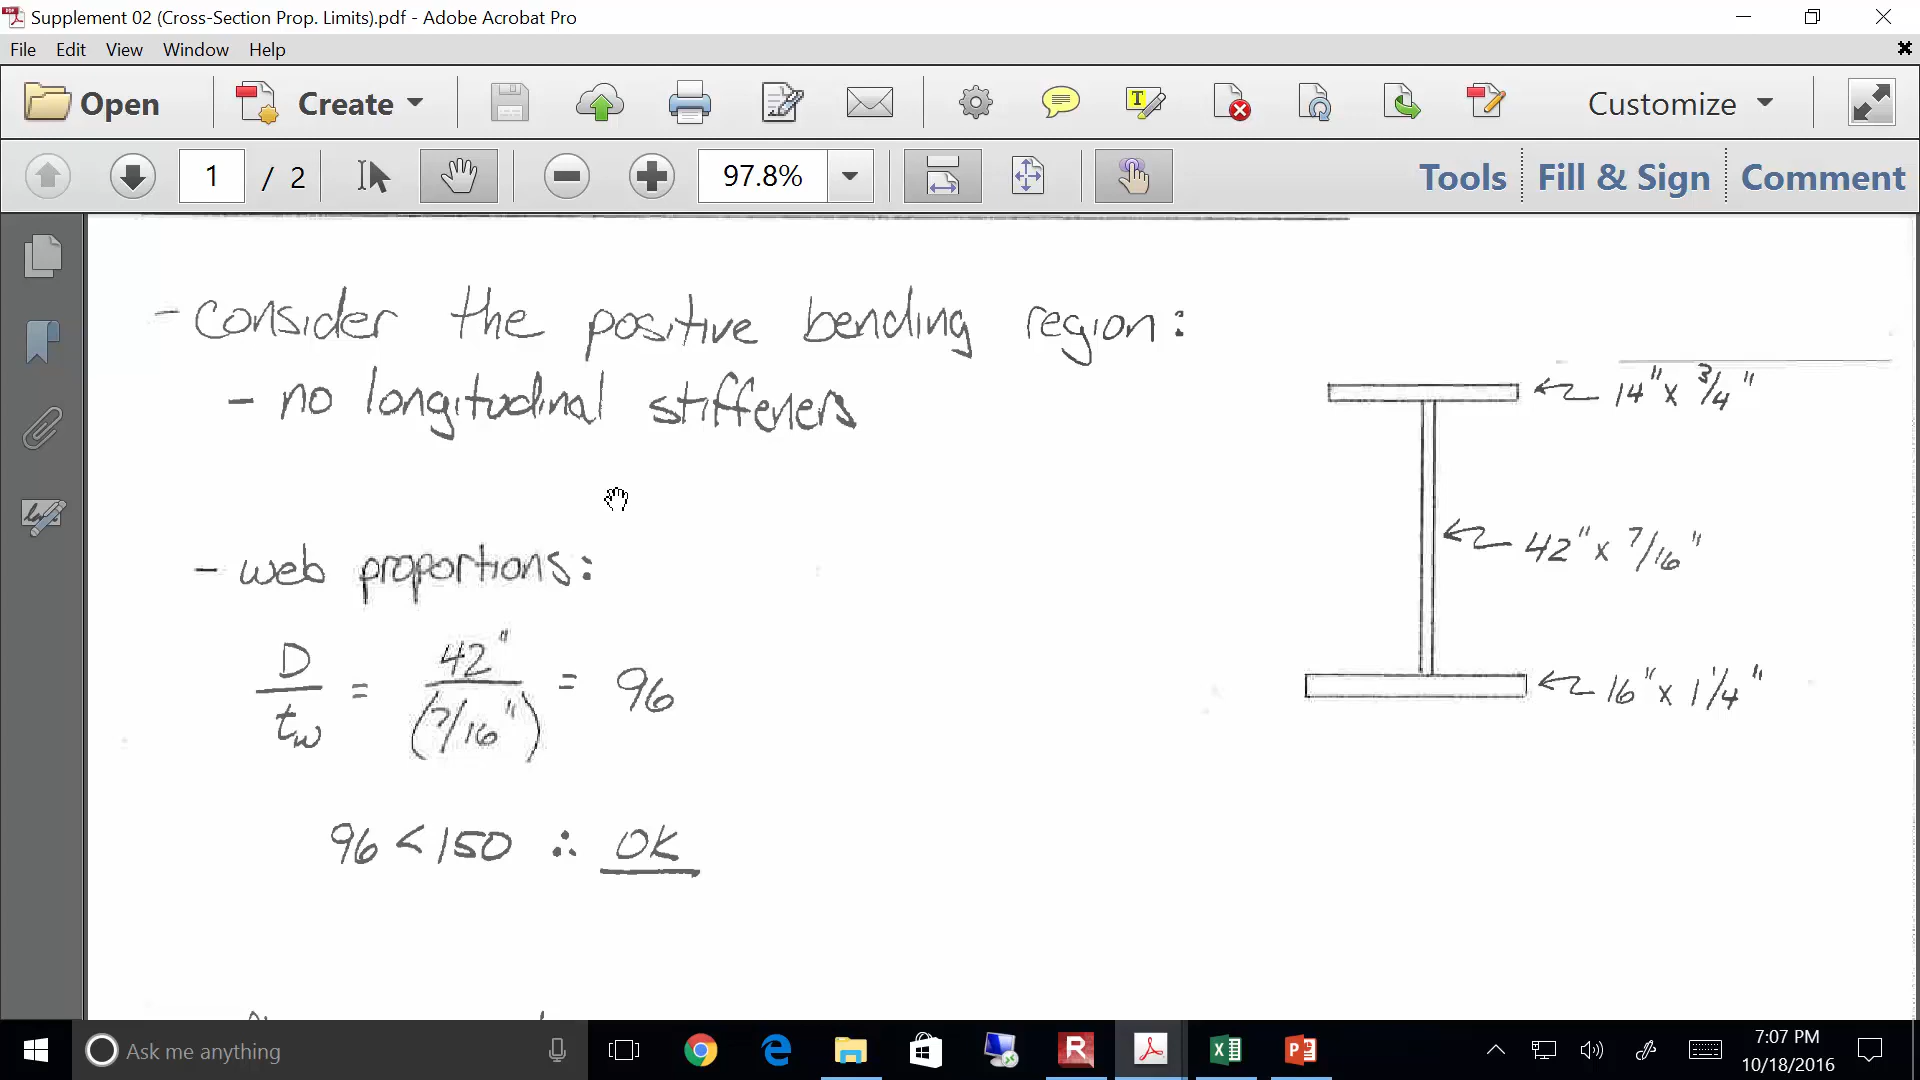 Supplement 02 (Cross-Section Prop. Limits).pdf - Adobe Acrobat Pro
File Edit View Window Help
Open Create Customize
1 / 2 97.8% Tools Fill & Sign Comment
- consider the positive bending region:
- no longitudinal stiffeners
14" x 3/4"
42" x 7/16"
16" x 1 1/4"
- web proportions:
D/tw = 42"/(7/16") = 96
96 < 150 ∴ OK
Ask me anything
7:07 PM
10/18/2016